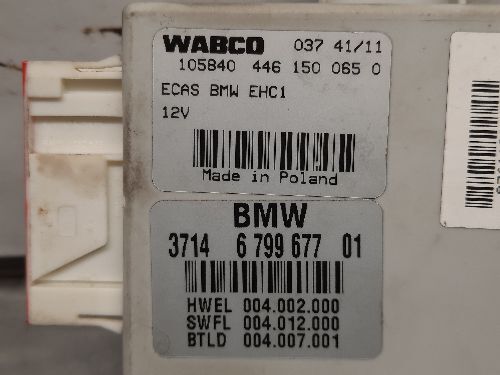 WABCO 037 41/11
105840 446 150 065 0
ECAS BMW EHC1
12V
Made in Poland
BMW
3714 6 799 677 01
HWEL 004.002.000
SWFL 004.012.000
BTLD 004.007.001